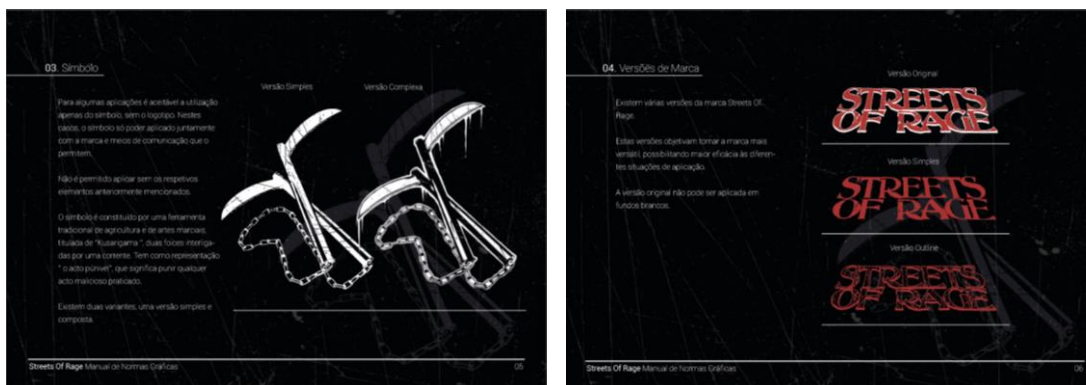 03. Símbolo
Para algumas aplicações é aceitável a utilização
apenas do símbolo, sem o logotipo. Nestes
casos, o símbolo só poder aplicado juntamente
com a marca e meios de comunicação que o
permitem.
Não é permitido aplicar sem os respetivos
elementos anteriormente mencionados.
O símbolo é constituído por uma ferramenta
tradicional de agricultura e de artes marciais,
titulada de "Kusarigama ", duas foices interliga-
das por uma corrente. Tem como representação
" o acto púnivel", que significa punir qualquer
acto malicioso praticado.
Existem duas variantes, uma versão simples e
composta.
Versão Simples
Versão Complexa
Streets Of Rage Manual de Normas Gráficas
05
04. Versões de Marca
Existem várias versões da marca Streets Of
Rage.
Estas versões objetivam tornar a marca mais
versátil, possibilitando maior eficácia às diferen-
tes situações de aplicação.
A versão original não pode ser aplicada em
fundos brancos.
Versão Original
STREETS
OF RAGE
Versão Simples
STREETS
OF RAGE
Versão Outline
STREETS
OF RAGE
Streets Of Rage Manual de Normas Gráficas
06